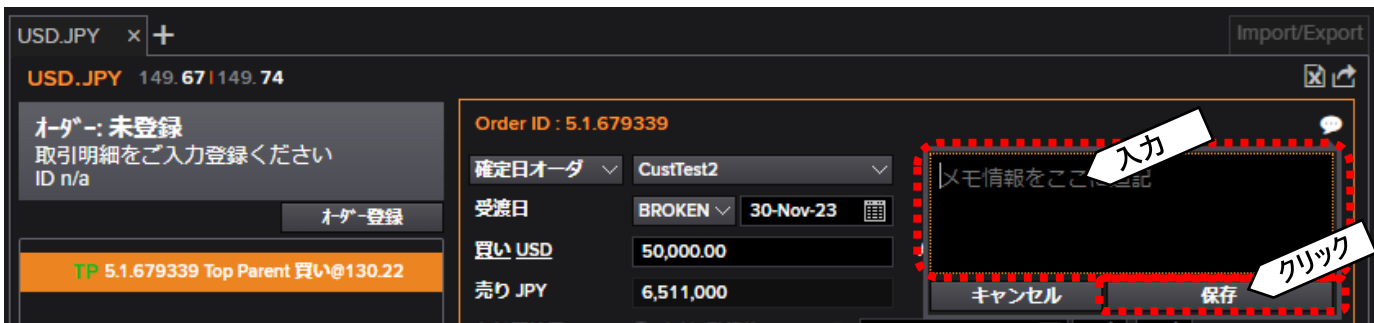 USD.JPY × +
Import/Export
USD.JPY 149.67 149.74
ｵｰﾀﾞｰ: 未登録
取引明細をご入力登録ください
ID n/a
ｵｰﾀﾞｰ登録
TP 5.1.679339 Top Parent 買い@130.22
Order ID : 5.1.679339
確定日オーダ CustTest2
受渡日 BROKEN 30-Nov-23
買い USD 50,000.00
売り JPY 6,511,000
入力
メモ情報をここに追記
クリック
キャンセル 保存